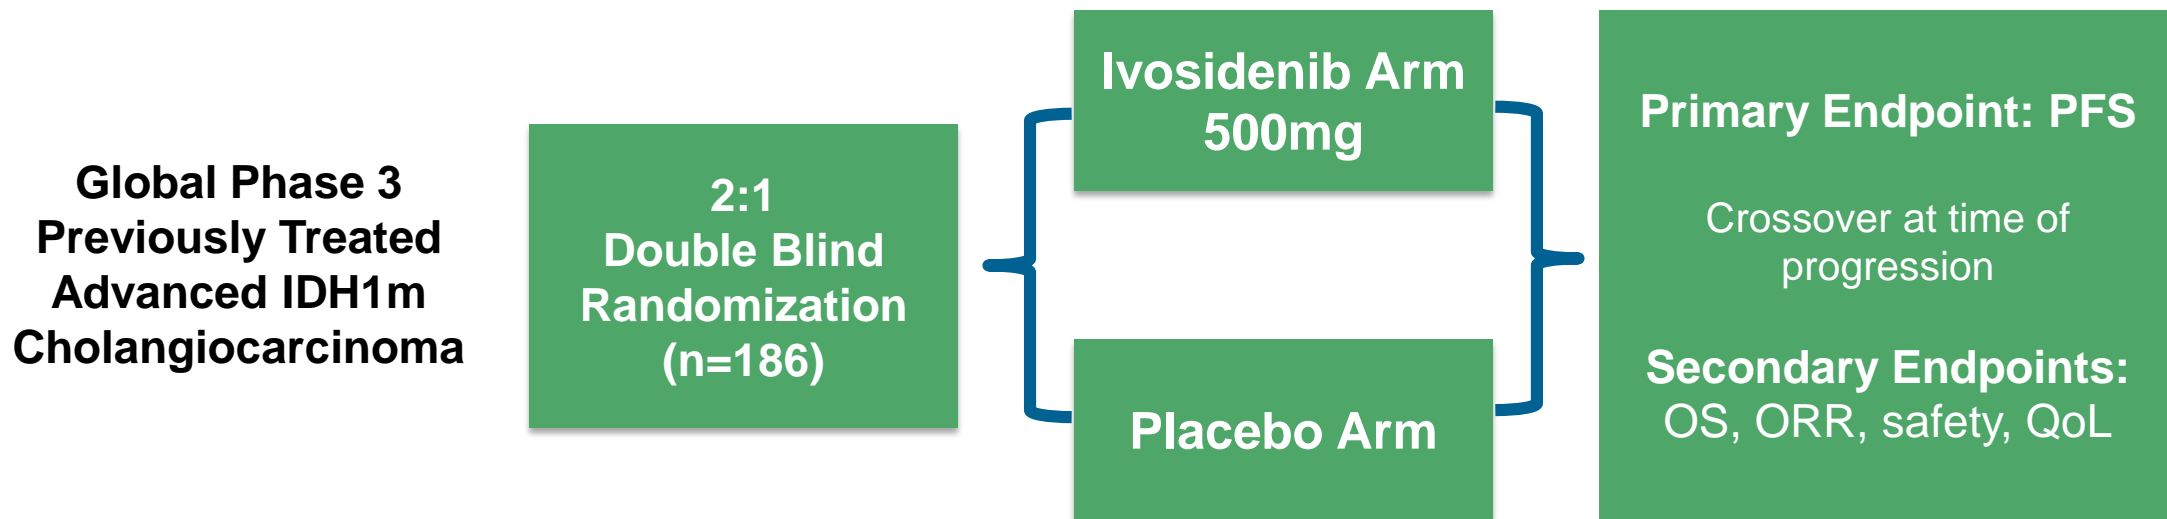 Global Phase 3
Previously Treated
Advanced IDH1m
Cholangiocarcinoma
2:1
Double Blind
Randomization
(n=186)
Ivosidenib Arm
500mg
Placebo Arm
Primary Endpoint: PFS
Crossover at time of
progression
Secondary Endpoints:
OS, ORR, safety, QoL